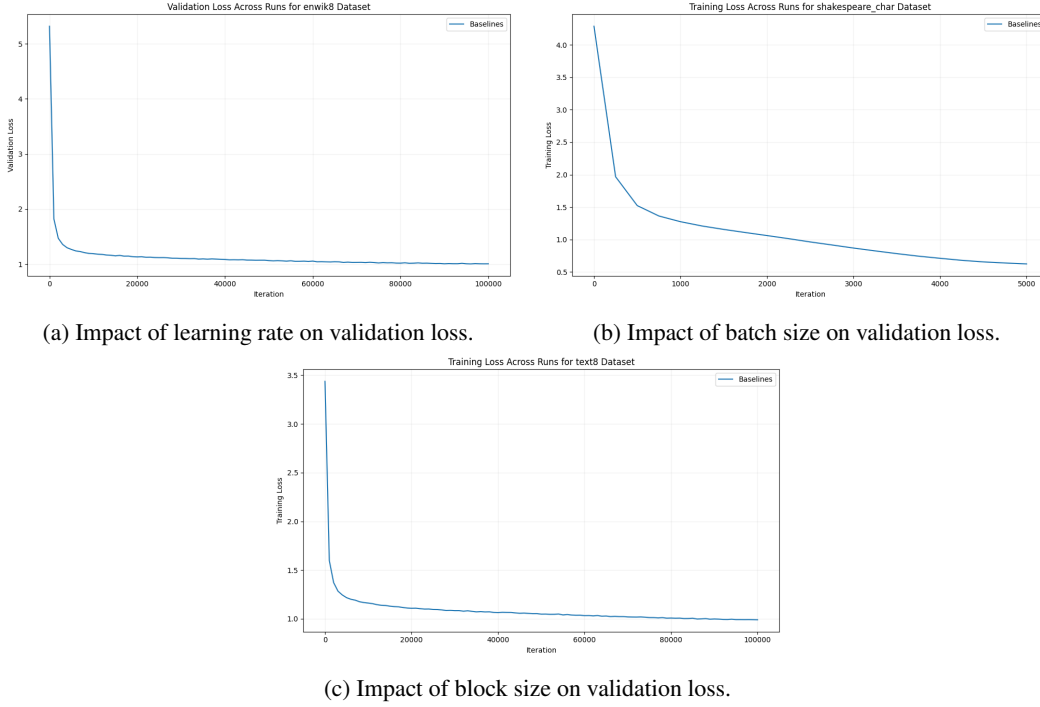 Validation Loss Across Runs for enwik8 Dataset
Baselines
5
4
3
2
1
Validation Loss
0 20000 40000 60000 80000 100000
Iteration
(a) Impact of learning rate on validation loss.
Training Loss Across Runs for shakespeare_char Dataset
Baselines
4.0
3.5
3.0
2.5
2.0
1.5
1.0
0.5
Training Loss
0 1000 2000 3000 4000 5000
Iteration
(b) Impact of batch size on validation loss.
Training Loss Across Runs for text8 Dataset
Baselines
3.5
3.0
2.5
2.0
1.5
1.0
Training Loss
0 20000 40000 60000 80000 100000
Iteration
(c) Impact of block size on validation loss.